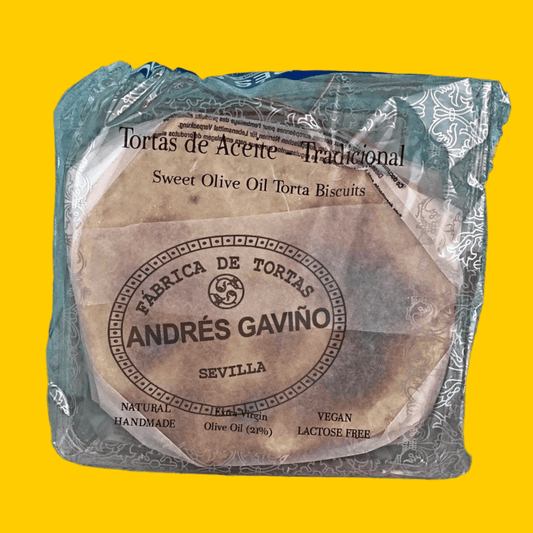 Tortas de Aceite - Tradicional
Sweet Olive Oil Torta Biscuits
FÁBRICA DE TORTAS
ANDRÉS GAVIÑO
SEVILLA
NATURAL
HANDMADE
Extra Virgin
Olive Oil (21%)
VEGAN
LACTOSE FREE